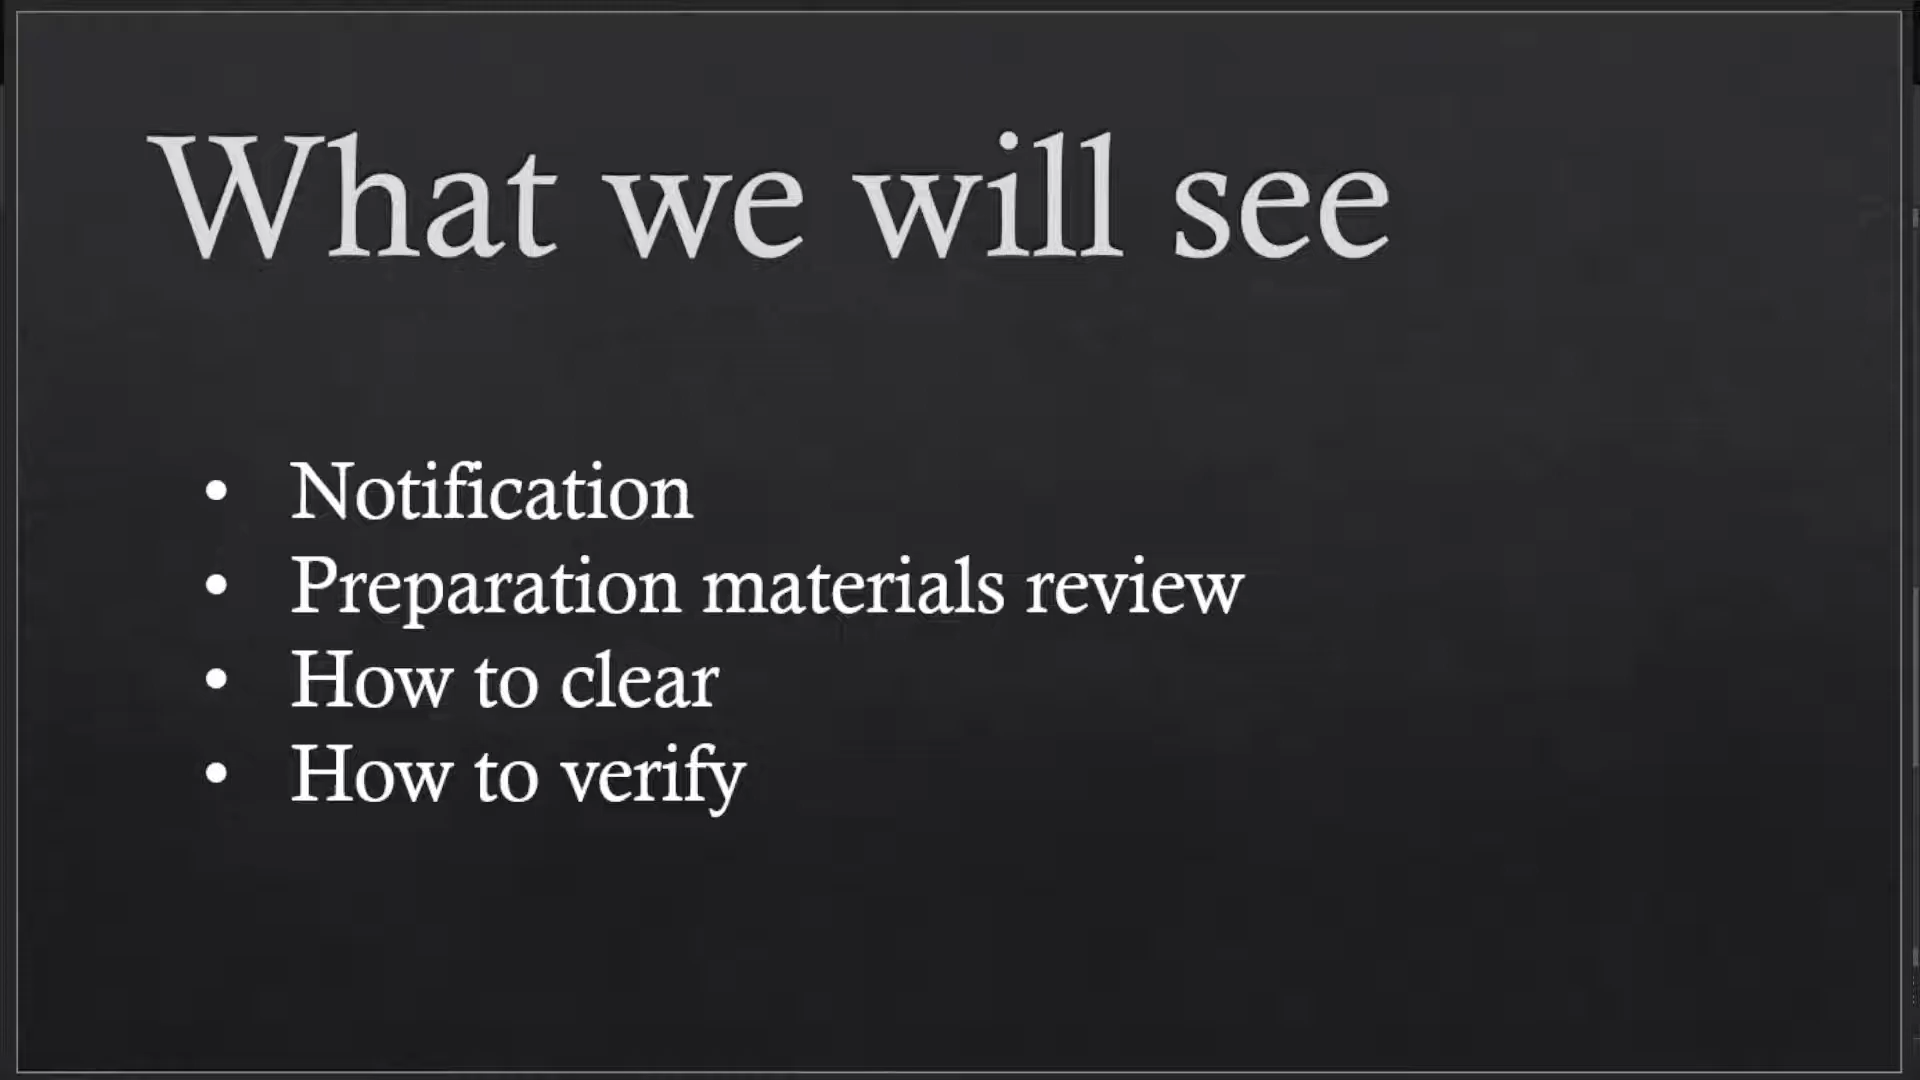 What we will see
• Notification
• Preparation materials review
• How to clear
• How to verify